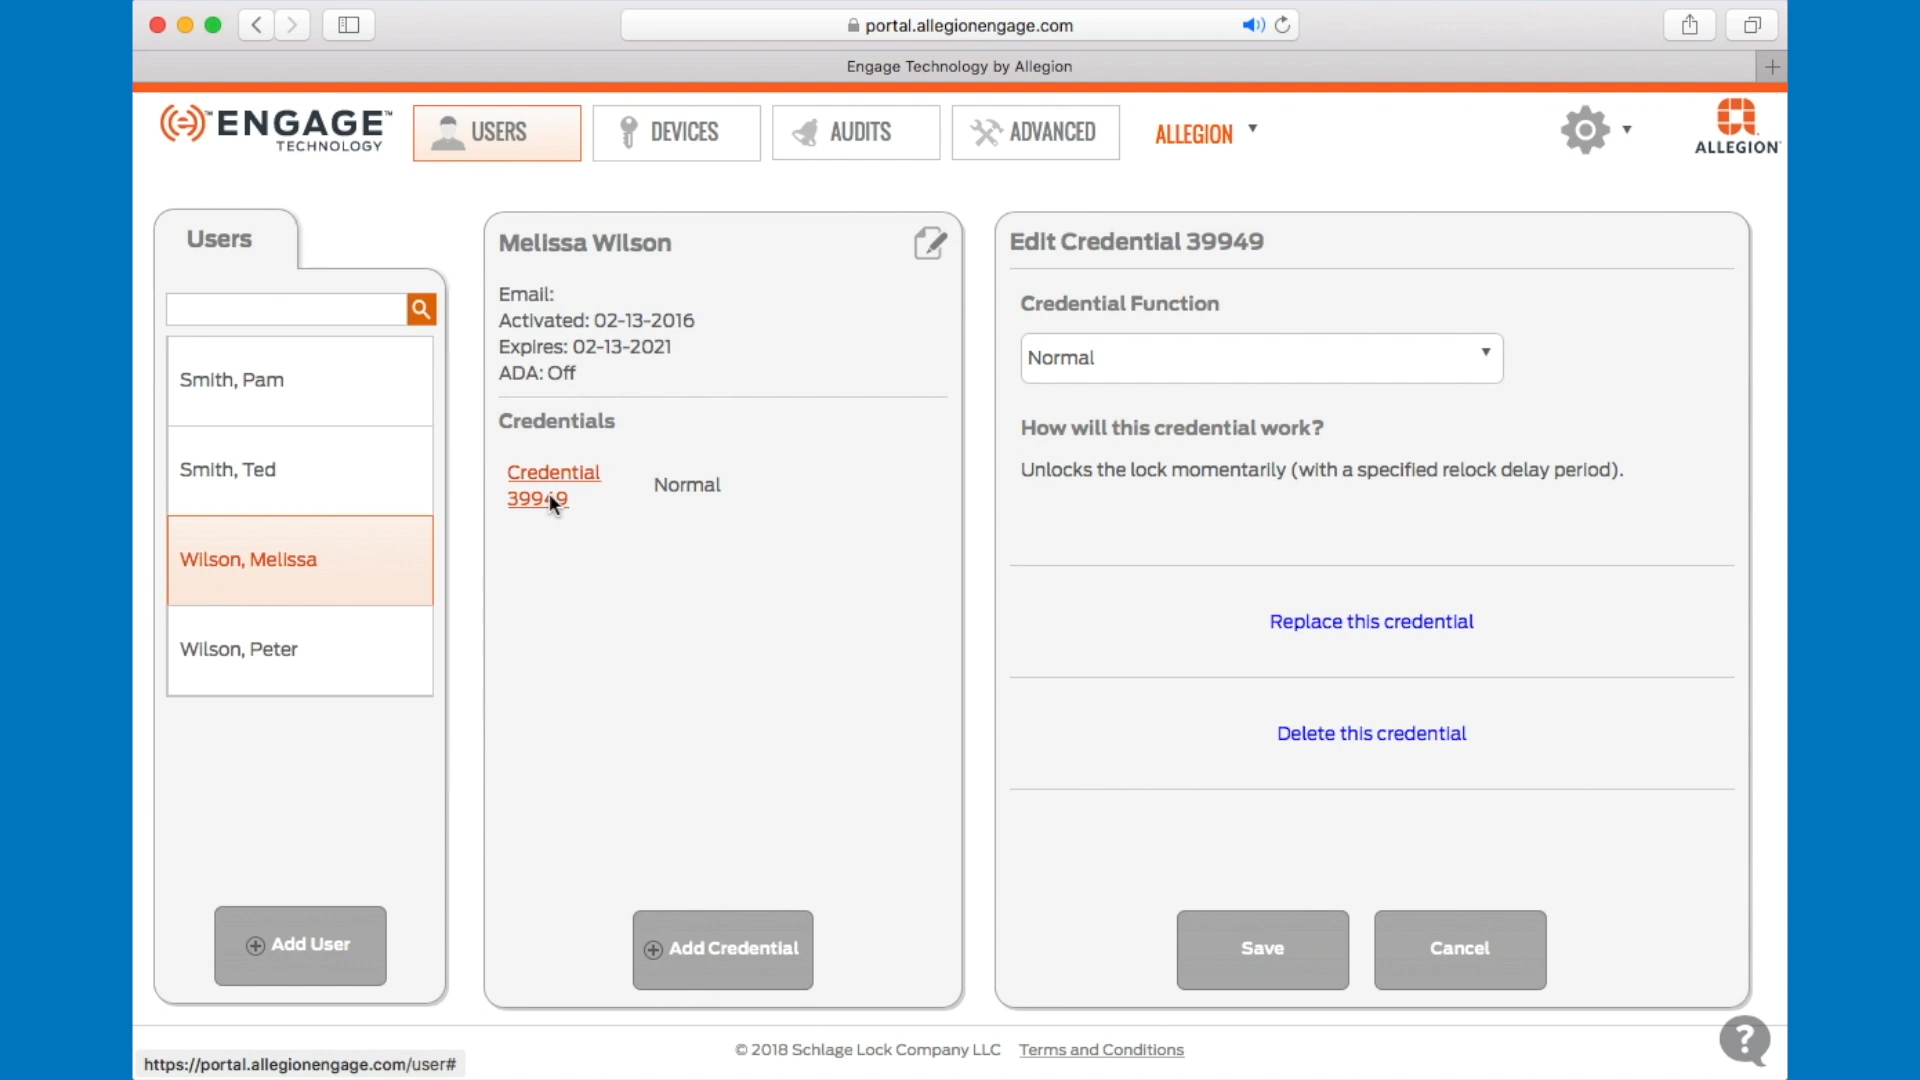 portal.allegionengage.com
Engage Technology by Allegion
ENGAGE™
TECHNOLOGY
USERS
DEVICES
AUDITS
ADVANCED
ALLEGION
ALLEGION
Users
Smith, Pam
Smith, Ted
Wilson, Melissa
Wilson, Peter
Add User
Melissa Wilson
Email:
Activated: 02-13-2016
Expires: 02-13-2021
ADA: Off
Credentials
Credential
39949
Normal
Add Credential
Edit Credential 39949
Credential Function
Normal
How will this credential work?
Unlocks the lock momentarily (with a specified relock delay period).
Replace this credential
Delete this credential
Save
Cancel
© 2018 Schlage Lock Company LLC
Terms and Conditions
?
https://portal.allegionengage.com/user#